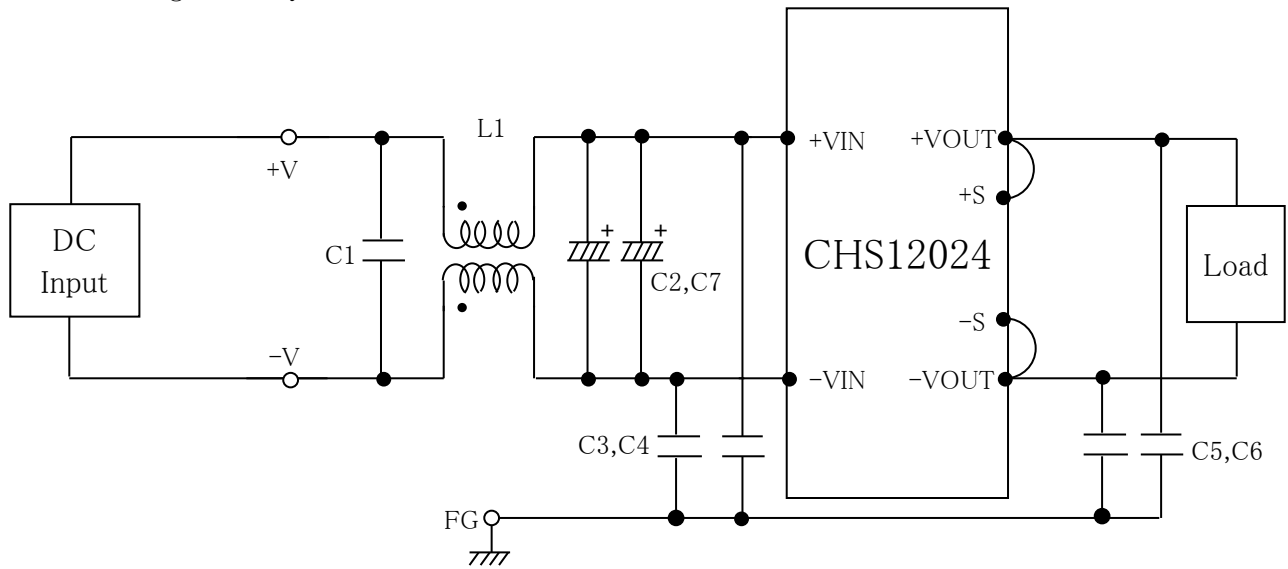 L1
+V
+VIN
+VOUT
+S
DC
Input
C1
+
+
C2,C7
CHS12024
Load
-S
-V
-VIN
-VOUT
C3,C4
C5,C6
FG